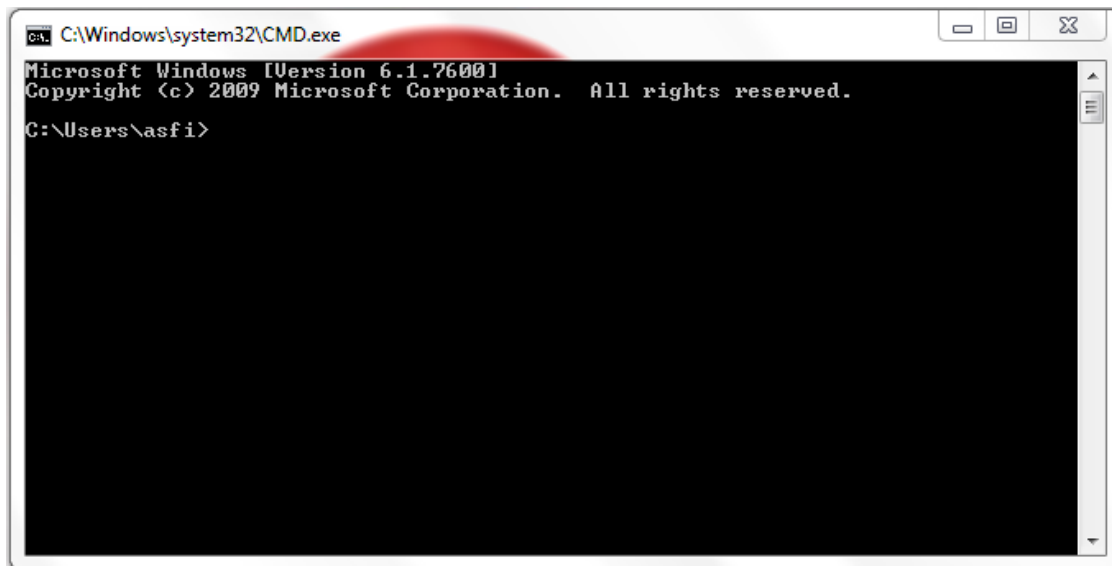 C:\Windows\system32\CMD.exe
Microsoft Windows [Version 6.1.7600]
Copyright (c) 2009 Microsoft Corporation.  All rights reserved.
C:\Users\asfi>